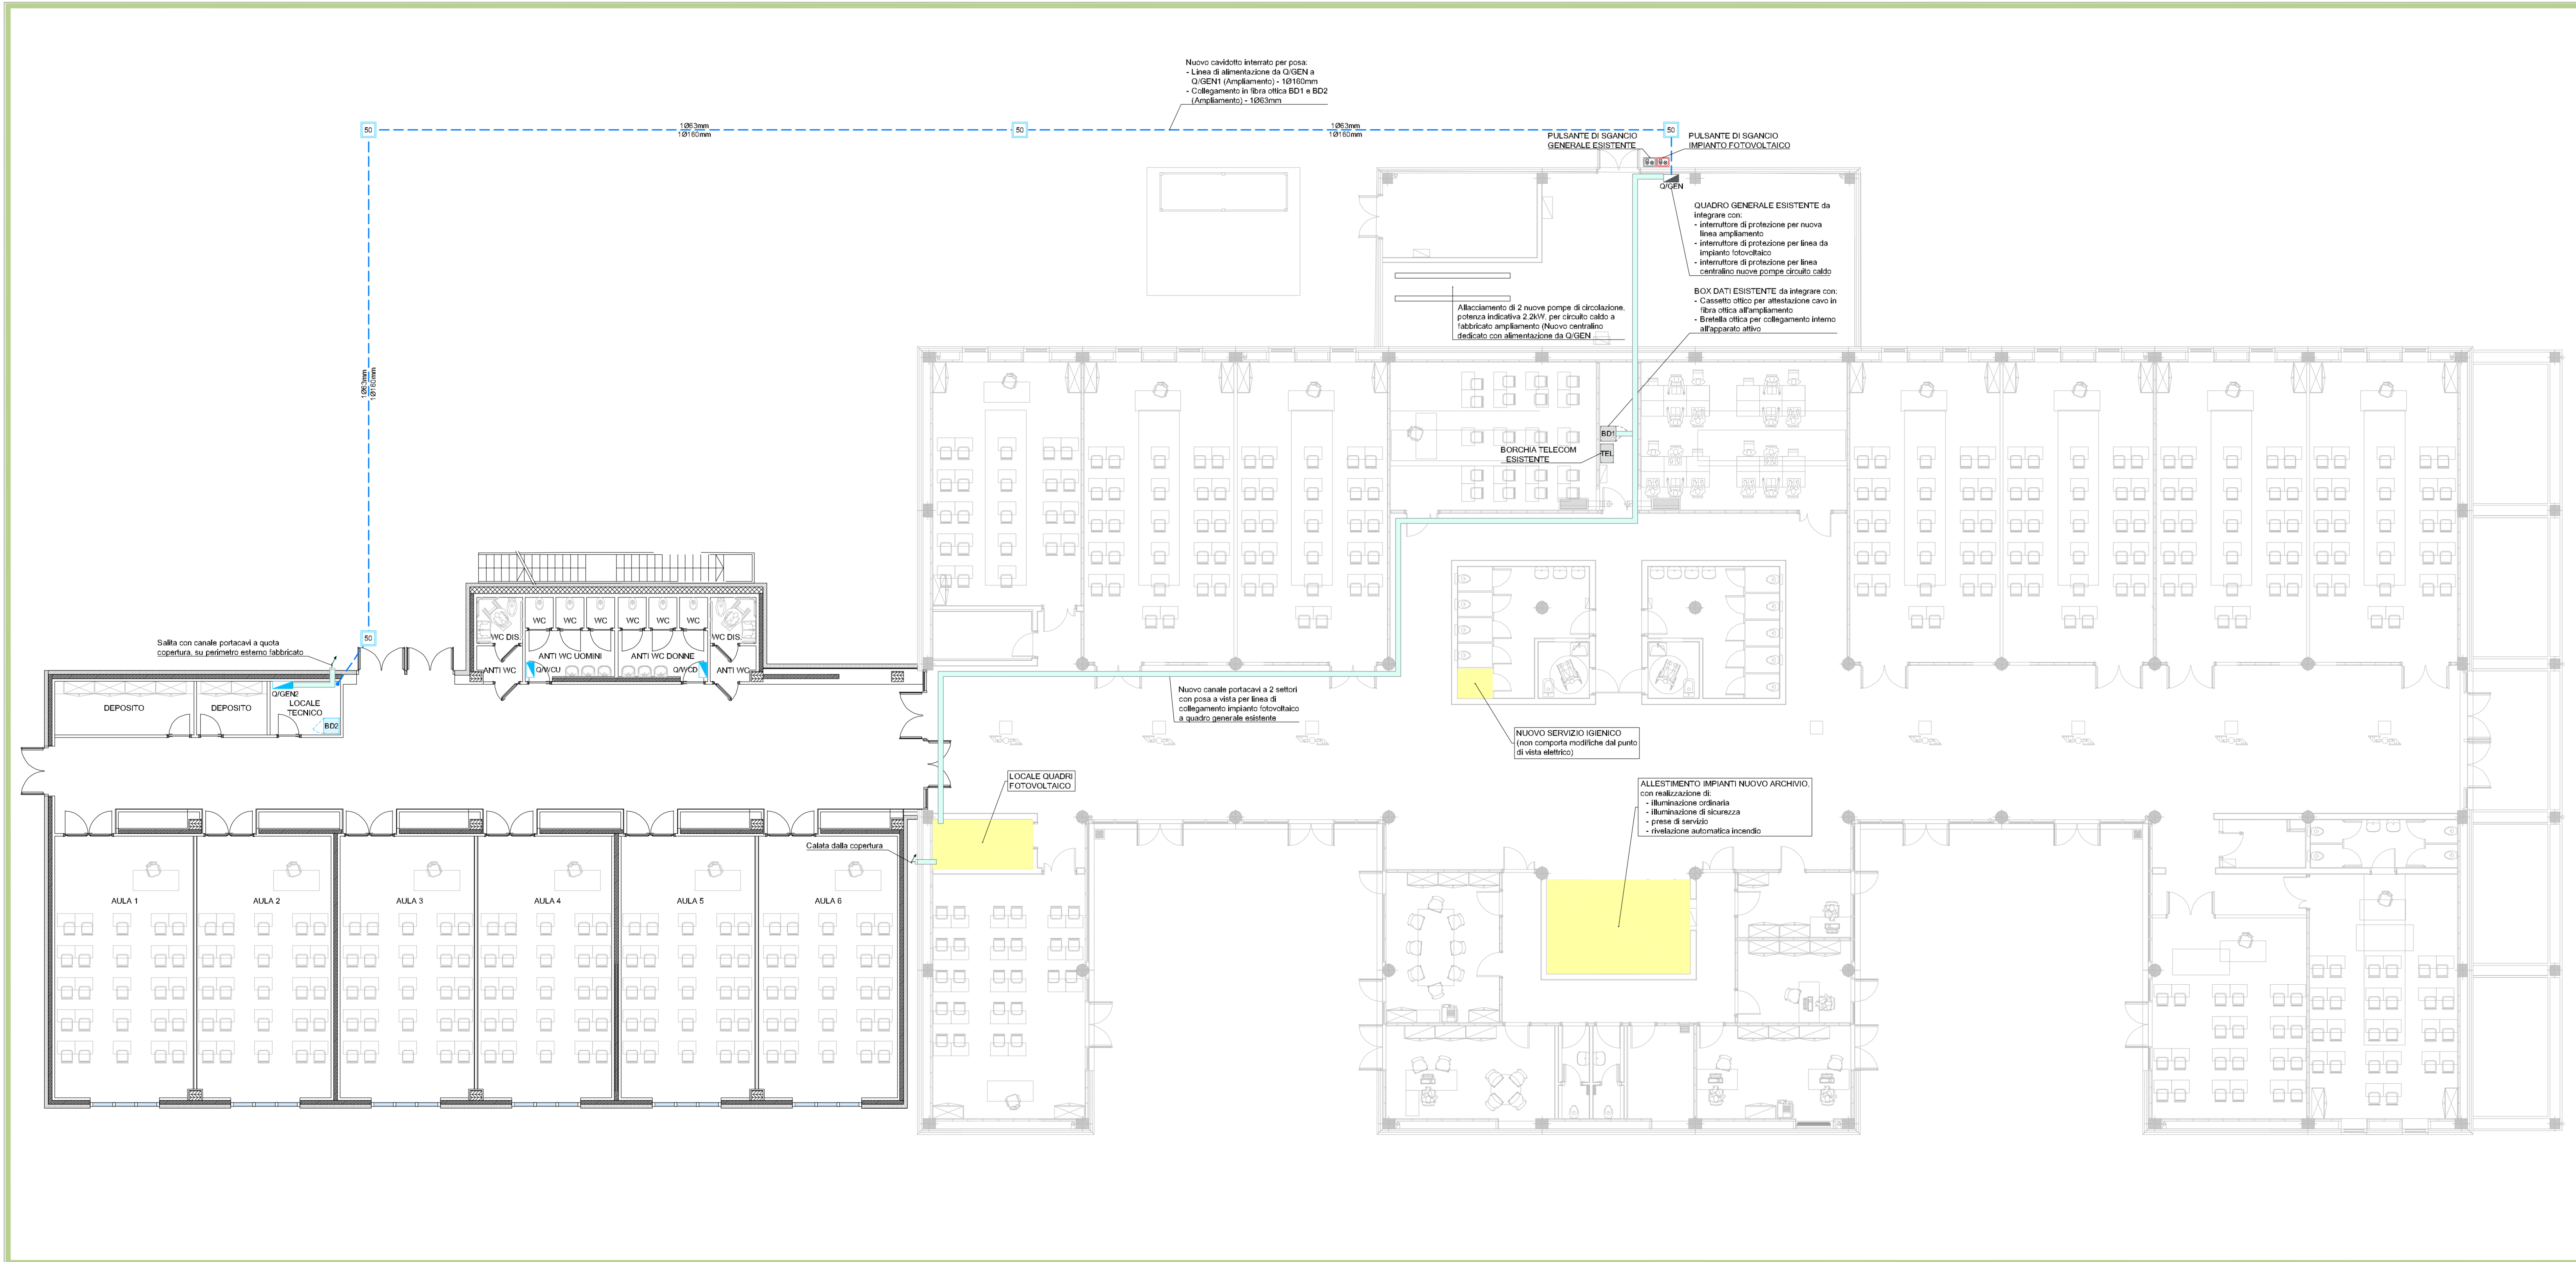 Nuovo cavidotto interrato per posa:
- Linea di alimentazione da Q/GEN a
Q/GEN1 (Ampliamento) - 1Ø160mm
- Collegamento in fibra ottica BD1 e BD2
(Ampliamento) - 1Ø63mm
50
1Ø63mm
1Ø160mm
50
1Ø63mm
1Ø160mm
50
PULSANTE DI SGANCIO
GENERALE ESISTENTE
PULSANTE DI SGANCIO
IMPIANTO FOTOVOLTAICO
Q/GEN
QUADRO GENERALE ESISTENTE da
integrare con:
- interruttore di protezione per nuova
linea ampliamento
- interruttore di protezione per linea da
impianto fotovoltaico
- interruttore di protezione per linea
centralino nuove pompe circuito caldo
BOX DATI ESISTENTE da integrare con:
- Cassetto ottico per attestazione cavo in
fibra ottica all'ampliamento
- Bretella ottica per collegamento interno
all'apparato attivo
Allacciamento di 2 nuove pompe di circolazione,
potenza indicativa 2,2kW, per circuito caldo a
fabbricato ampliamento (Nuovo centralino
dedicato con alimentazione da Q/GEN
1Ø63mm
1Ø160mm
BD1
TEL
BORCHIA TELECOM
ESISTENTE
50
Salita con canale portacavi a quota
copertura, su perimetro esterno fabbricato
WC DIS.
WC
WC
WC
WC
WC
WC
WC DIS.
ANTI WC
ANTI WC UOMINI
ANTI WC DONNE
ANTI WC
Q/WCU
Q/WCD
Q/GEN2
LOCALE
TECNICO
BD2
DEPOSITO
DEPOSITO
Nuovo canale portacavi a 2 settori
con posa a vista per linea di
collegamento impianto fotovoltaico
a quadro generale esistente
NUOVO SERVIZIO IGIENICO
(non comporta modifiche dal punto
di vista elettrico)
LOCALE QUADRI
FOTOVOLTAICO
ALLESTIMENTO IMPIANTI NUOVO ARCHIVIO,
con realizzazione di:
- illuminazione ordinaria
- illuminazione di sicurezza
- prese di servizio
- rivelazione automatica incendio
Calata dalla copertura
AULA 1
AULA 2
AULA 3
AULA 4
AULA 5
AULA 6